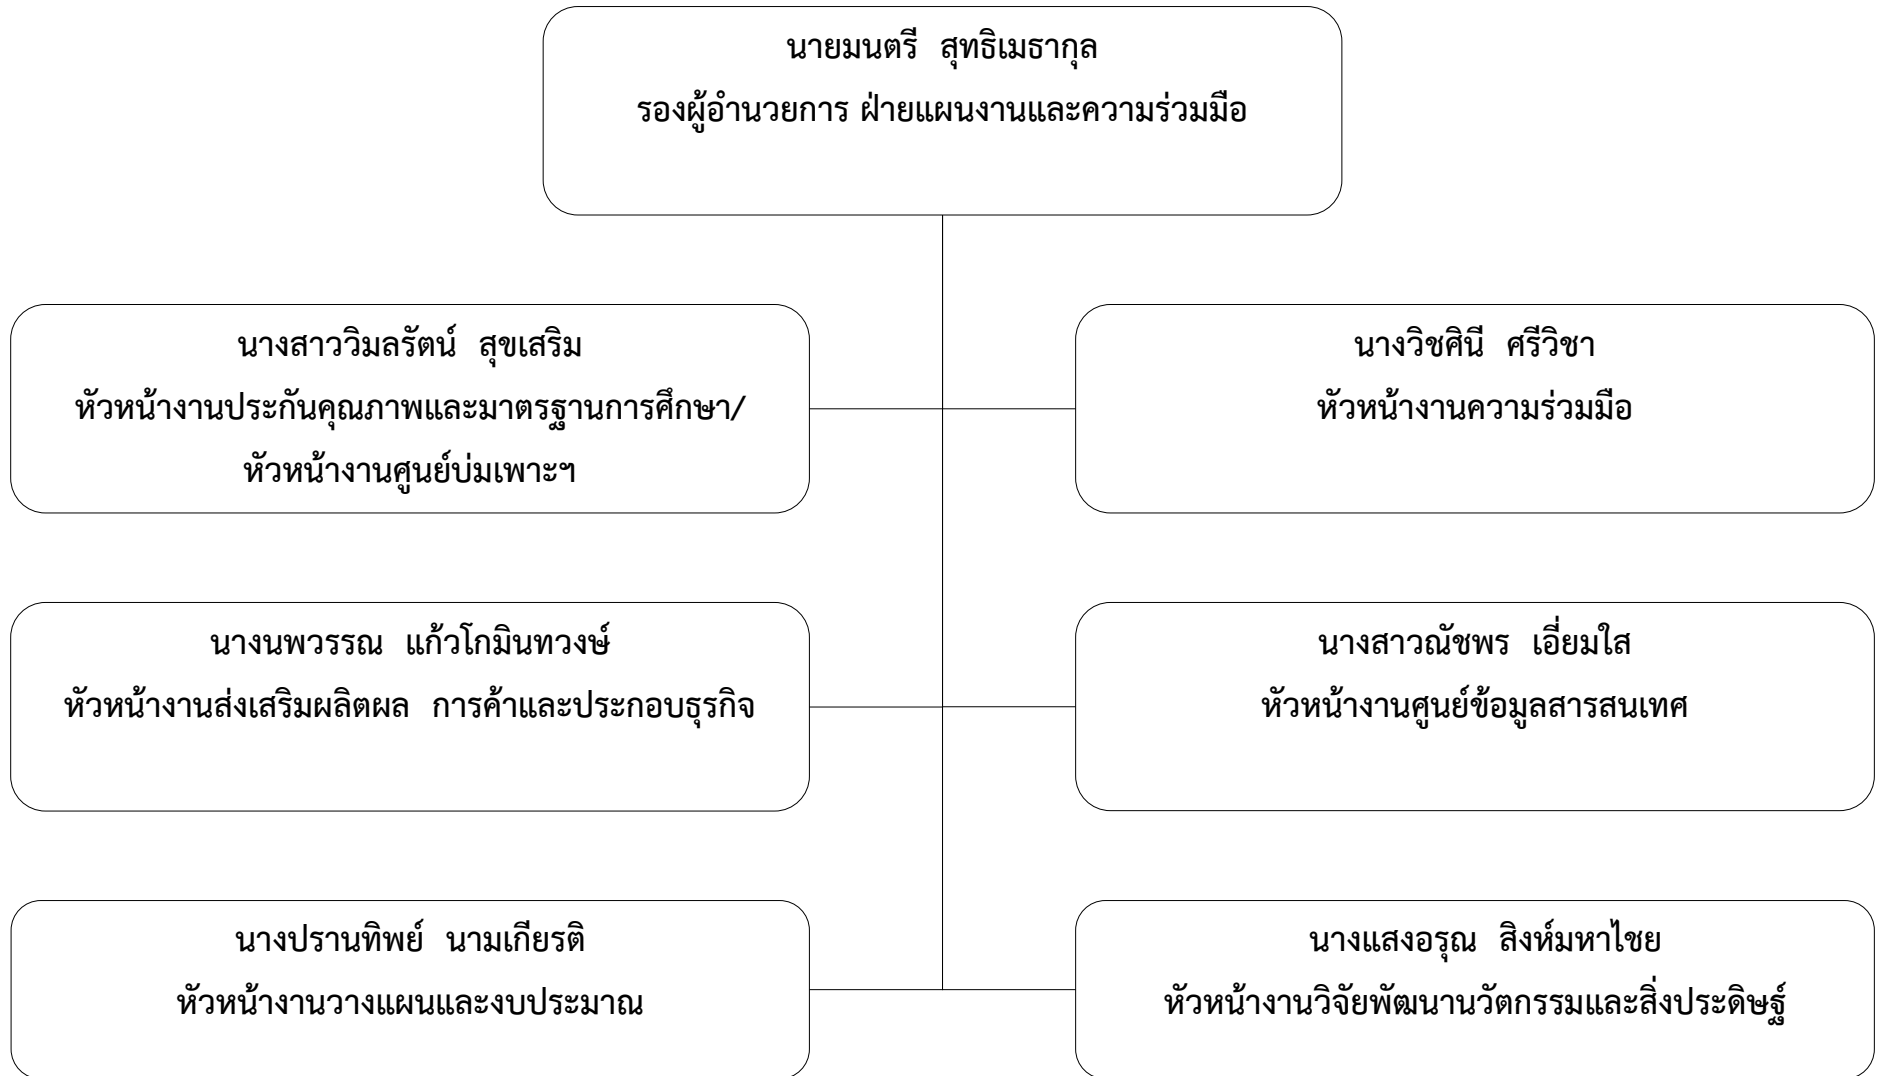 นายมนตรี สุทธิเมธากุล
รองผู้อำนวยการ ฝ่ายแผนงานและความร่วมมือ
นางสาววิมลรัตน์ สุขเสริม
หัวหน้างานประกันคุณภาพและมาตรฐานการศึกษา/
หัวหน้างานศูนย์บ่มเพาะฯ
นางวิชศินี ศรีวิชา
หัวหน้างานความร่วมมือ
นางนพวรรณ แก้วโกมินทวงษ์
หัวหน้างานส่งเสริมผลิตผล การค้าและประกอบธุรกิจ
นางสาวณัชพร เอี่ยมใส
หัวหน้างานศูนย์ข้อมูลสารสนเทศ
นางปรานทิพย์ นามเกียรติ
หัวหน้างานวางแผนและงบประมาณ
นางแสงอรุณ สิงห์มหาไชย
หัวหน้างานวิจัยพัฒนานวัตกรรมและสิ่งประดิษฐ์